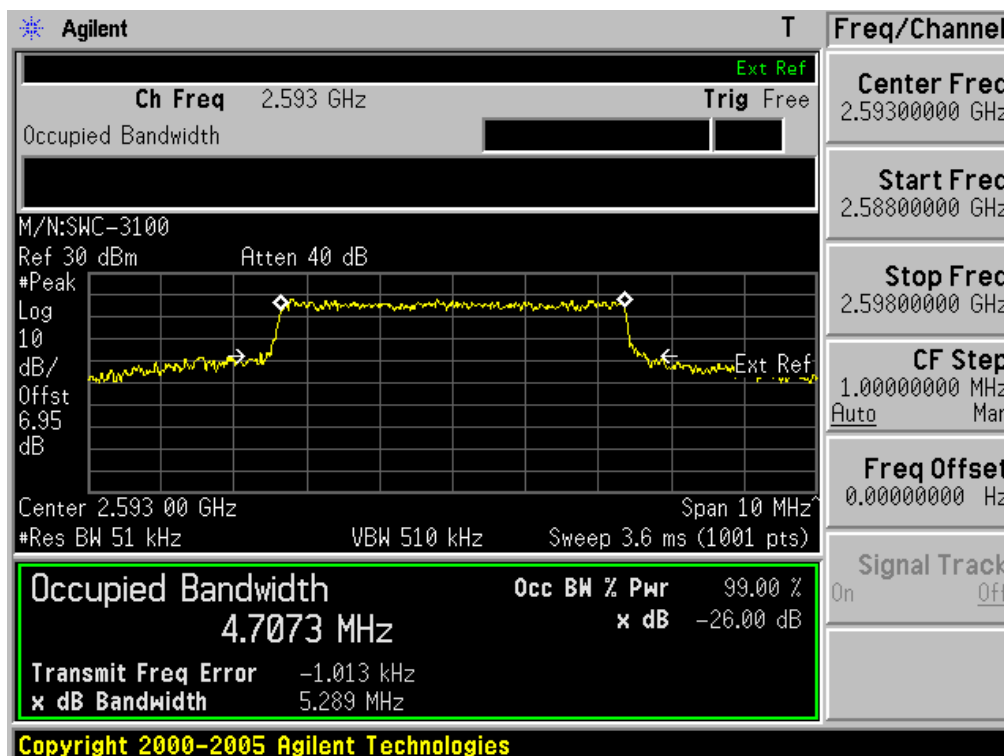 Agilent T
Ext Ref
Ch Freq 2.593 GHz Trig Free
Occupied Bandwidth
M/N:SWC-3100
Ref 30 dBm Atten 40 dB
#Peak
Log
10
dB/
Offst
6.95
dB
Ext Ref
Center 2.593 00 GHz Span 10 MHz^
#Res BW 51 kHz VBW 510 kHz Sweep 3.6 ms (1001 pts)
Occupied Bandwidth
4.7073 MHz
Occ BW % Pwr 99.00 %
x dB -26.00 dB
Transmit Freq Error -1.013 kHz
x dB Bandwidth 5.289 MHz
Copyright 2000-2005 Agilent Technologies
Freq/Channel
Center Freq
2.59300000 GHz
Start Freq
2.58800000 GHz
Stop Freq
2.59800000 GHz
CF Step
1.00000000 MHz
Auto Man
Freq Offset
0.00000000 Hz
Signal Track
On Off